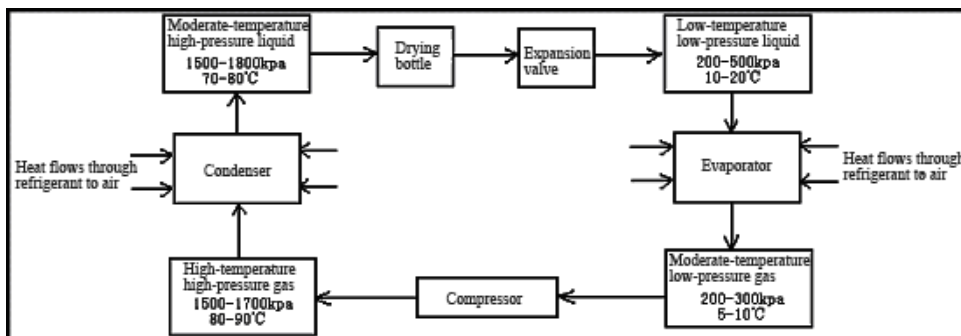 Moderate-temperature
high-pressure liquid
1500-1800kpa
70-80℃
Drying
bottle
Expansion
valve
Low-temperature
low-pressure liquid
200-500kpa
10-20℃
Heat flows through
refrigerant to air
Condenser
Evaporator
Heat flows through
refrigerant to air
High-temperature
high-pressure gas
1500-1700kpa
80-90℃
Compressor
Moderate-temperature
low-pressure gas
200-300kpa
5-10℃